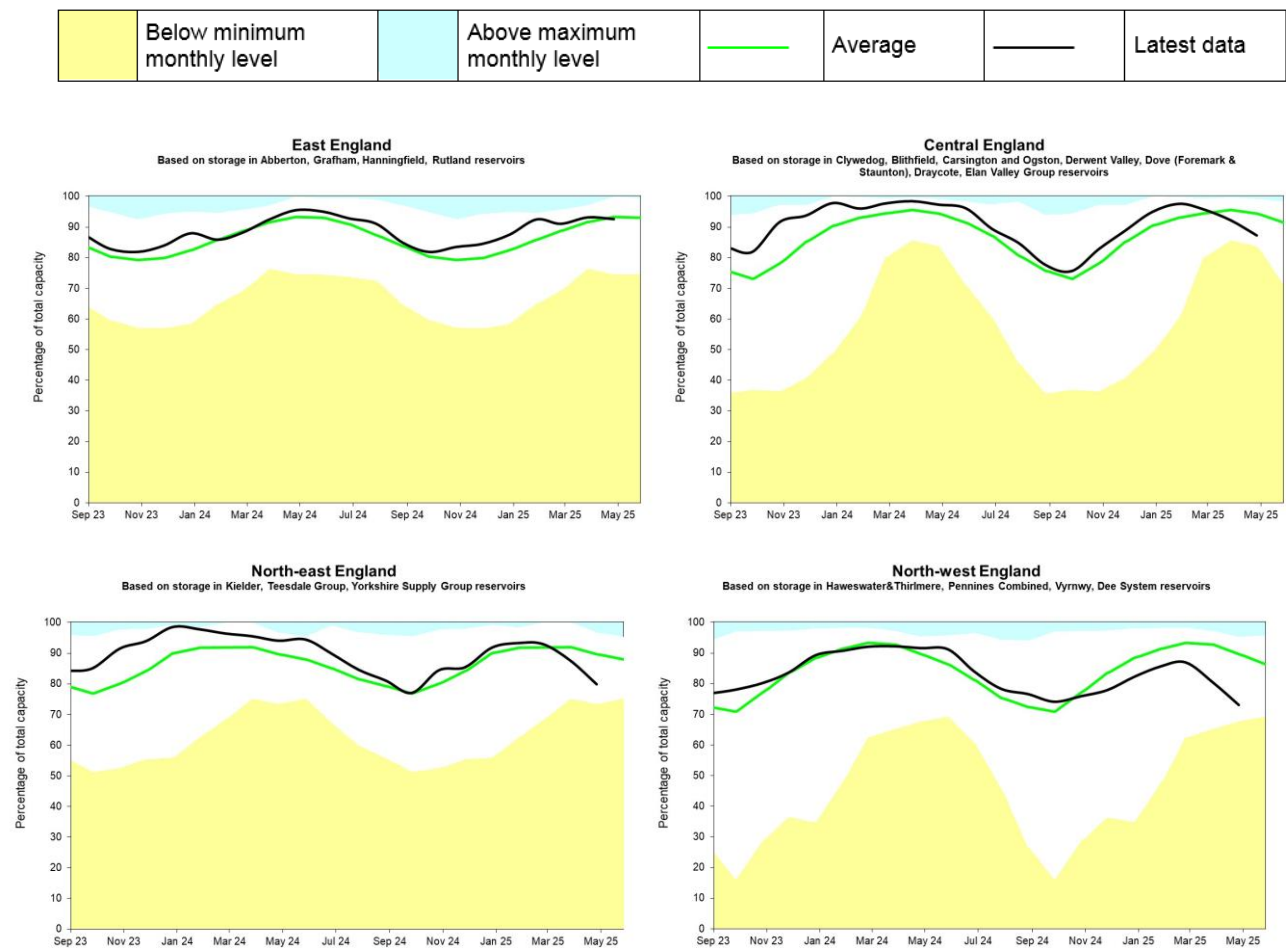 Below minimum
monthly level
Above maximum
monthly level
Average
Latest data
East England
Based on storage in Abberton, Grafham, Hanningfield, Rutland reservoirs
Percentage of total capacity
100
90
80
70
60
50
40
30
20
10
0
Sep 23 Nov 23 Jan 24 Mar 24 May 24 Jul 24 Sep 24 Nov 24 Jan 25 Mar 25 May 25
Central England
Based on storage in Clywedog, Blithfield, Carsington and Ogston, Derwent Valley, Dove (Foremark &
Staunton), Draycote, Elan Valley Group reservoirs
Percentage of total capacity
100
90
80
70
60
50
40
30
20
10
0
Sep 23 Nov 23 Jan 24 Mar 24 May 24 Jul 24 Sep 24 Nov 24 Jan 25 Mar 25 May 25
North-east England
Based on storage in Kielder, Teesdale Group, Yorkshire Supply Group reservoirs
Percentage of total capacity
100
90
80
70
60
50
40
30
20
10
0
Sep 23 Nov 23 Jan 24 Mar 24 May 24 Jul 24 Sep 24 Nov 24 Jan 25 Mar 25 May 25
North-west England
Based on storage in Haweswater&Thirlmere, Pennines Combined, Vyrnwy, Dee System reservoirs
Percentage of total capacity
100
90
80
70
60
50
40
30
20
10
0
Sep 23 Nov 23 Jan 24 Mar 24 May 24 Jul 24 Sep 24 Nov 24 Jan 25 Mar 25 May 25